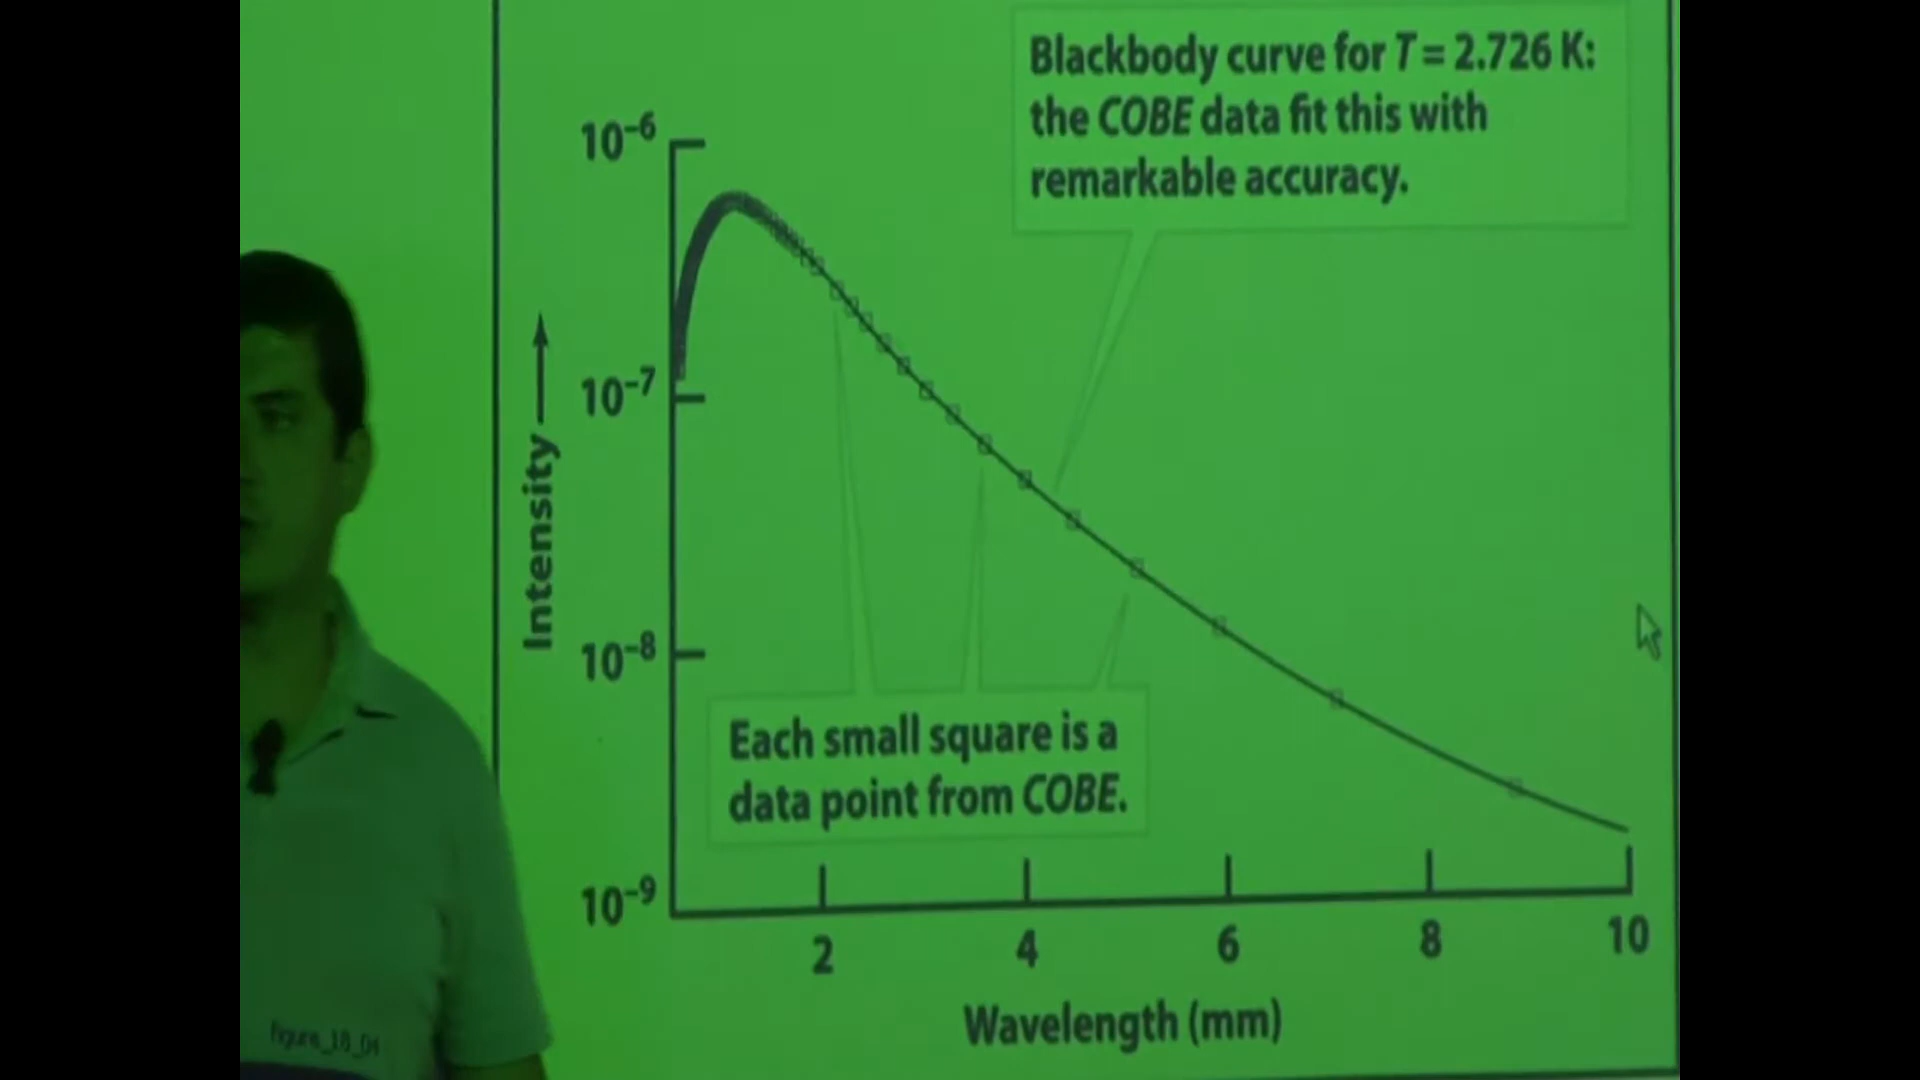 Blackbody curve for T = 2.726 K:
the COBE data fit this with
remarkable accuracy.
10⁻⁶
10⁻⁷
10⁻⁸
10⁻⁹
Intensity
Each small square is a
data point from COBE.
2 4 6 8 10
Wavelength (mm)
Figure_18_04